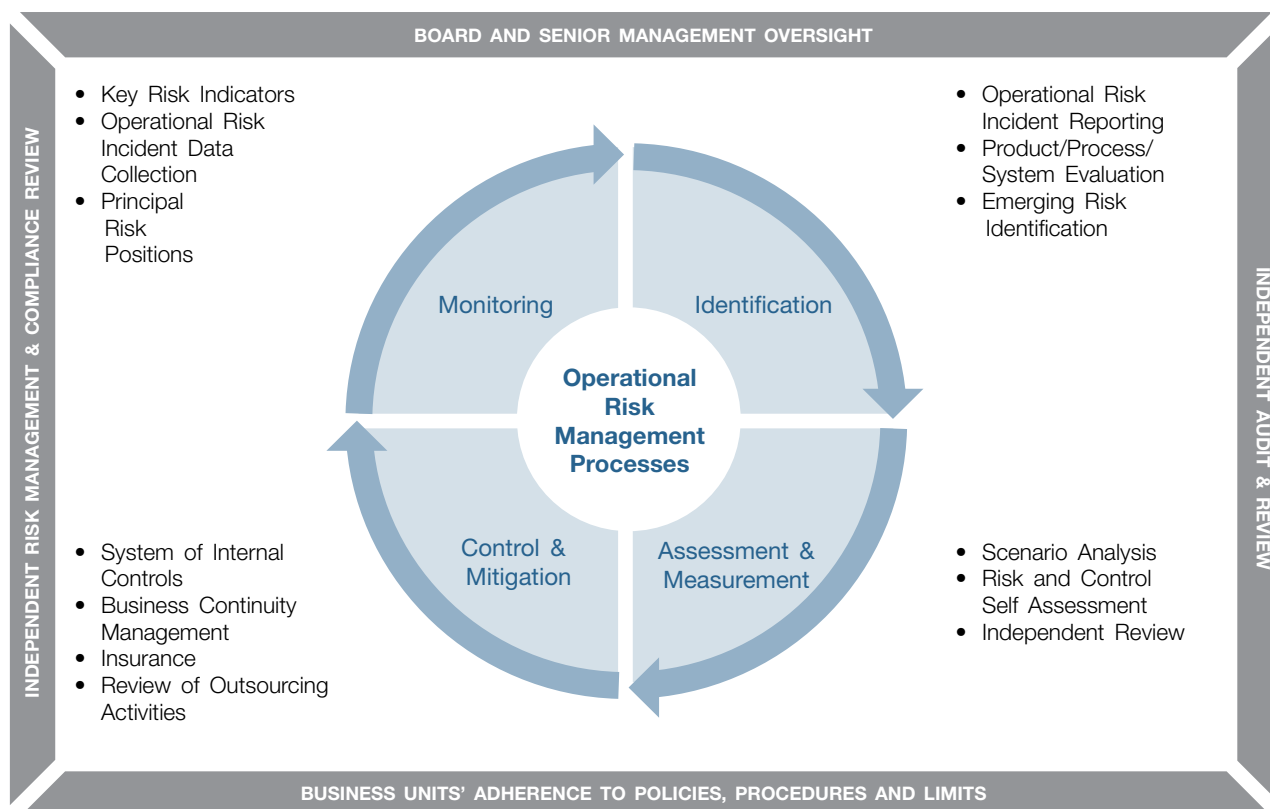 BOARD AND SENIOR MANAGEMENT OVERSIGHT
INDEPENDENT RISK MANAGEMENT & COMPLIANCE REVIEW
• Key Risk Indicators
• Operational Risk
Incident Data
Collection
• Principal
Risk
Positions
• Operational Risk
Incident Reporting
• Product/Process/
System Evaluation
• Emerging Risk
Identification
Monitoring
Identification
Operational
Risk
Management
Processes
Control &
Mitigation
Assessment &
Measurement
• System of Internal
Controls
• Business Continuity
Management
• Insurance
• Review of Outsourcing
Activities
• Scenario Analysis
• Risk and Control
Self Assessment
• Independent Review
INDEPENDENT AUDIT & REVIEW
BUSINESS UNITS’ ADHERENCE TO POLICIES, PROCEDURES AND LIMITS